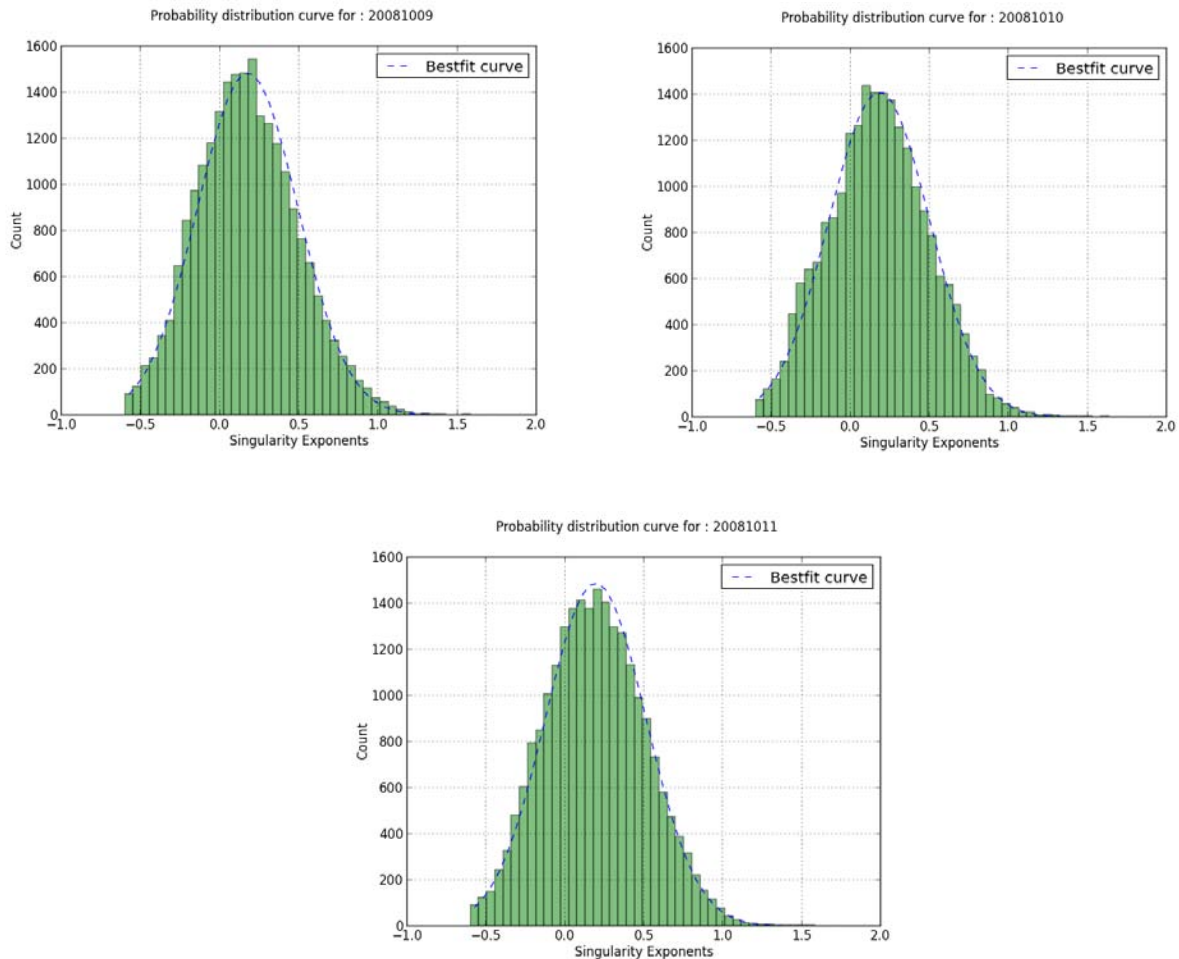 Probability distribution curve for : 20081009
1600
1400
1200
1000
800
600
400
200
0
Count
Bestfit curve
−1.0 −0.5 0.0 0.5 1.0 1.5 2.0
Singularity Exponents
Probability distribution curve for : 20081010
1600
1400
1200
1000
800
600
400
200
0
Count
Bestfit curve
−1.0 −0.5 0.0 0.5 1.0 1.5 2.0
Singularity Exponents
Probability distribution curve for : 20081011
1600
1400
1200
1000
800
600
400
200
0
Count
Bestfit curve
−1.0 −0.5 0.0 0.5 1.0 1.5 2.0
Singularity Exponents